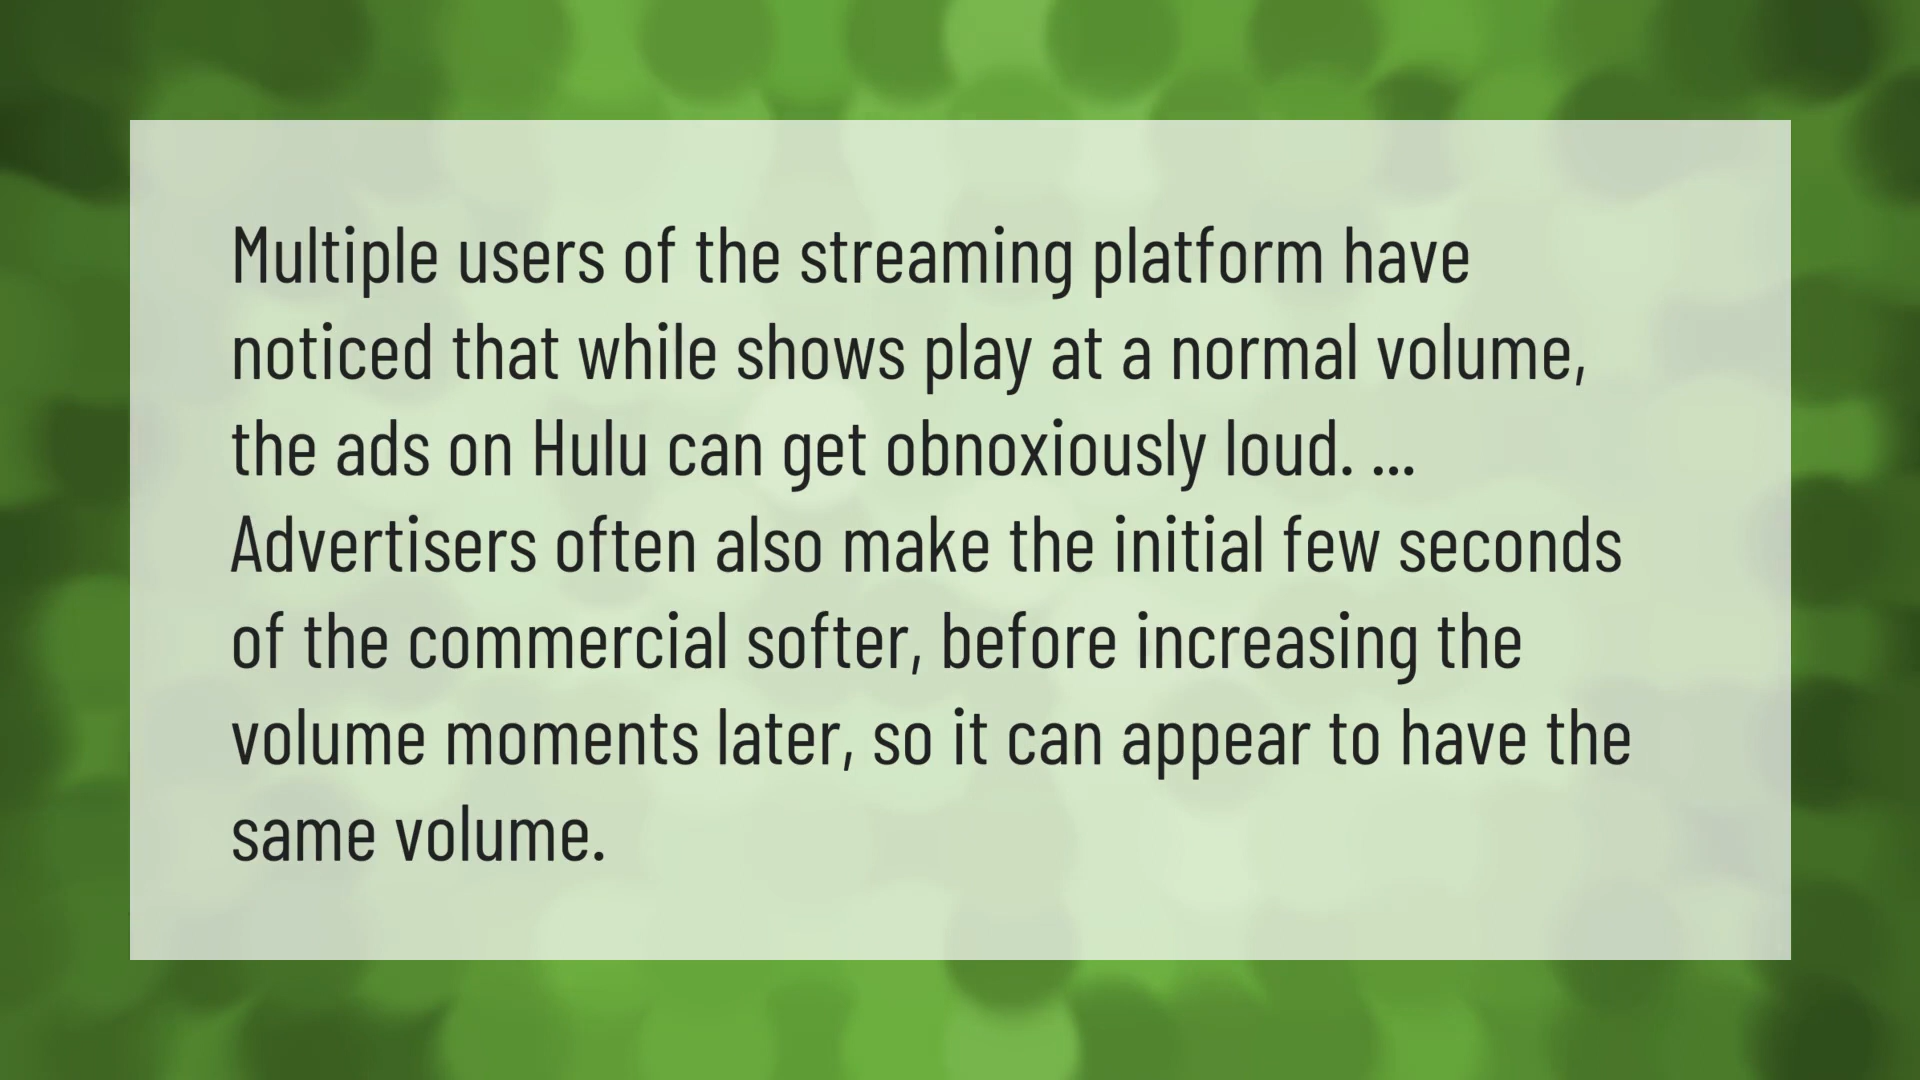 Multiple users of the streaming platform have
noticed that while shows play at a normal volume,
the ads on Hulu can get obnoxiously loud. ...
Advertisers often also make the initial few seconds
of the commercial softer, before increasing the
volume moments later, so it can appear to have the
same volume.